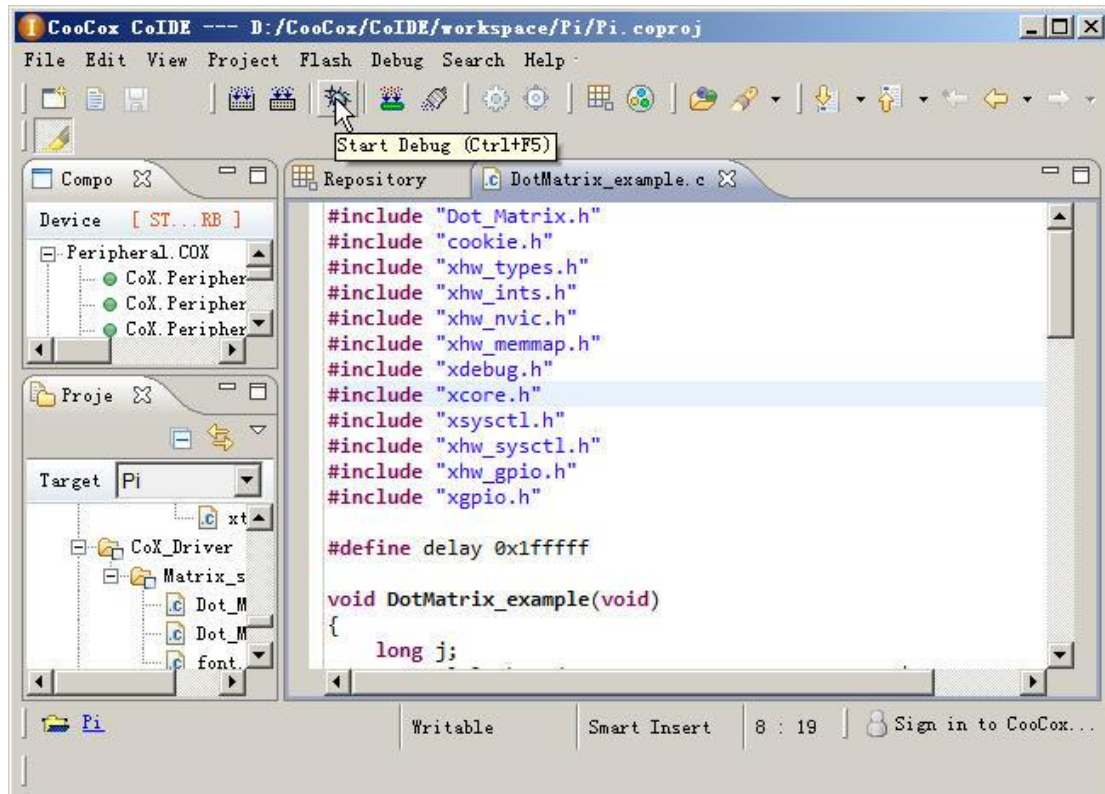 CooCox CoIDE --- D:/CooCox/CoIDE/workspace/Pi/Pi.coproj
File Edit View Project Flash Debug Search Help
Start Debug (Ctrl+F5)
Compo
Device [ ST...RB ]
Peripheral.COX
CoX.Peripher
CoX.Peripher
CoX.Peripher
Proje
Target Pi
xt
CoX_Driver
Matrix_s
Dot_M
Dot_M
font.
Repository DotMatrix_example.c
#include "Dot_Matrix.h"
#include "cookie.h"
#include "xhw_types.h"
#include "xhw_ints.h"
#include "xhw_nvic.h"
#include "xhw_memmap.h"
#include "xdebug.h"
#include "xcore.h"
#include "xsysctl.h"
#include "xhw_sysctl.h"
#include "xhw_gpio.h"
#include "xgpio.h"
#define delay 0x1fffff
void DotMatrix_example(void)
{
long j;
Pi Writable Smart Insert 8 : 19 Sign in to CooCox...